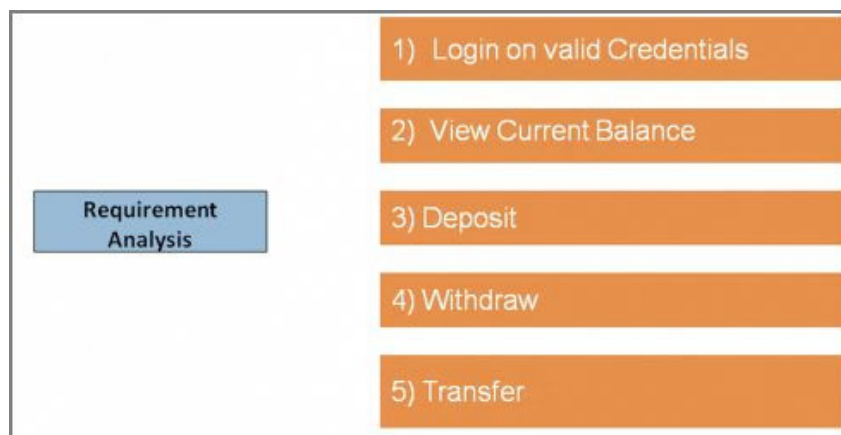 1) Login on valid Credentials
2) View Current Balance
Requirement
Analysis
3) Deposit
4) Withdraw
5) Transfer